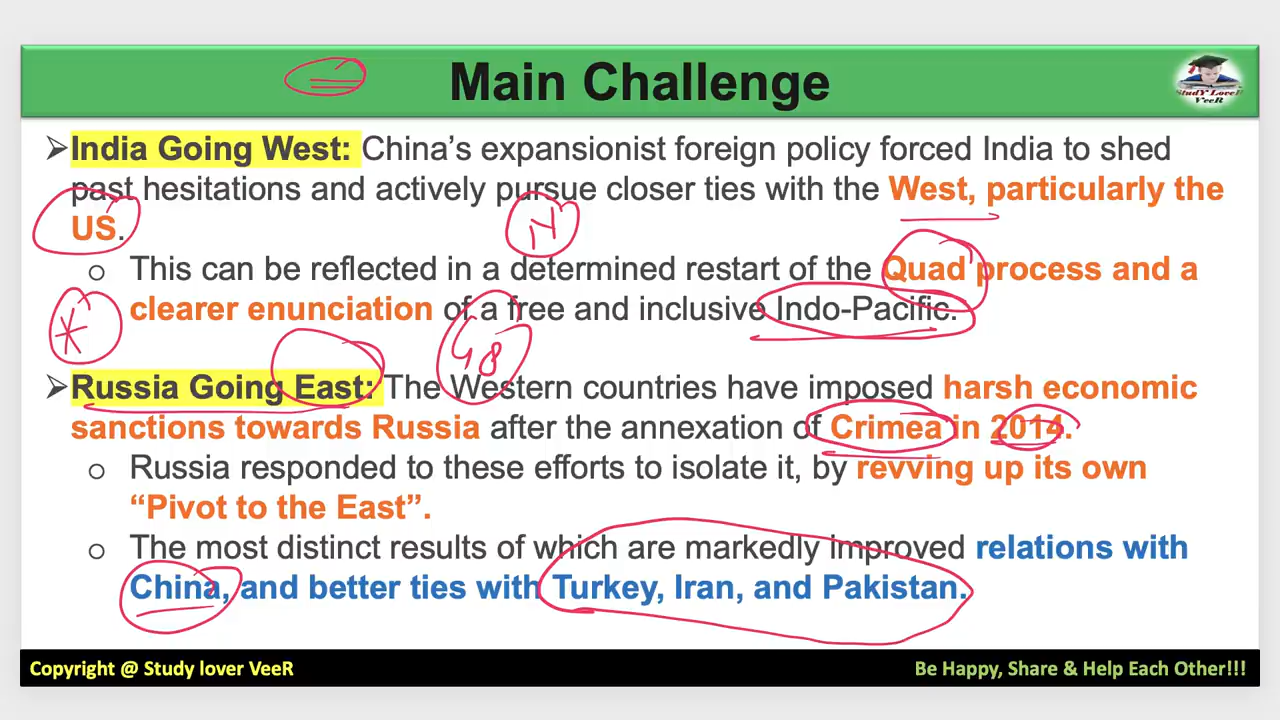 Main Challenge
StudY LoveR
VeeR
➢India Going West: China's expansionist foreign policy forced India to shed
past hesitations and actively pursue closer ties with the West, particularly the
US.
14
o This can be reflected in a determined restart of the Quad process and a
clearer enunciation of a free and inclusive Indo-Pacific.
G8
➢Russia Going East: The Western countries have imposed harsh economic
sanctions towards Russia after the annexation of Crimea in 2014.
o Russia responded to these efforts to isolate it, by revving up its own
“Pivot to the East”.
o The most distinct results of which are markedly improved relations with
China, and better ties with Turkey, Iran, and Pakistan.
Copyright @ Study lover VeeR
Be Happy, Share & Help Each Other!!!